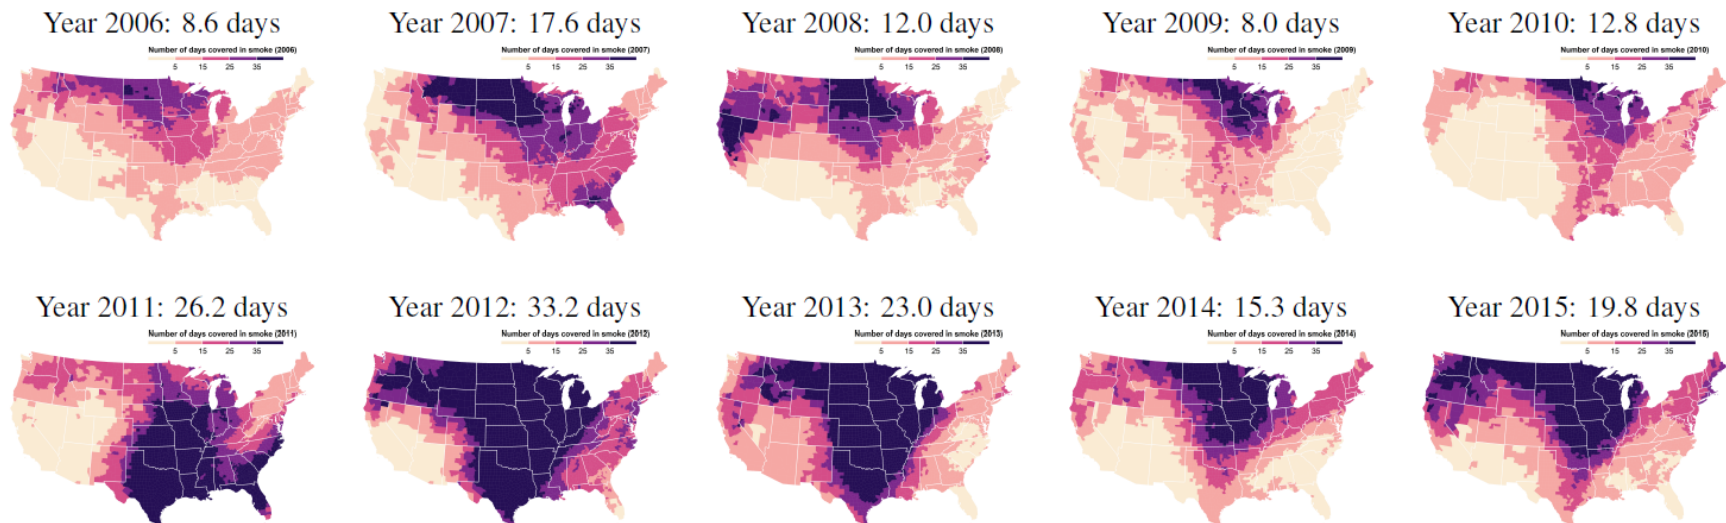 Year 2006: 8.6 days
Number of days covered in smoke (2006)
5 15 25 35
Year 2007: 17.6 days
Number of days covered in smoke (2007)
5 15 25 35
Year 2008: 12.0 days
Number of days covered in smoke (2008)
5 15 25 35
Year 2009: 8.0 days
Number of days covered in smoke (2009)
5 15 25 35
Year 2010: 12.8 days
Number of days covered in smoke (2010)
5 15 25 35
Year 2011: 26.2 days
Number of days covered in smoke (2011)
5 15 25 35
Year 2012: 33.2 days
Number of days covered in smoke (2012)
5 15 25 35
Year 2013: 23.0 days
Number of days covered in smoke (2013)
5 15 25 35
Year 2014: 15.3 days
Number of days covered in smoke (2014)
5 15 25 35
Year 2015: 19.8 days
Number of days covered in smoke (2015)
5 15 25 35